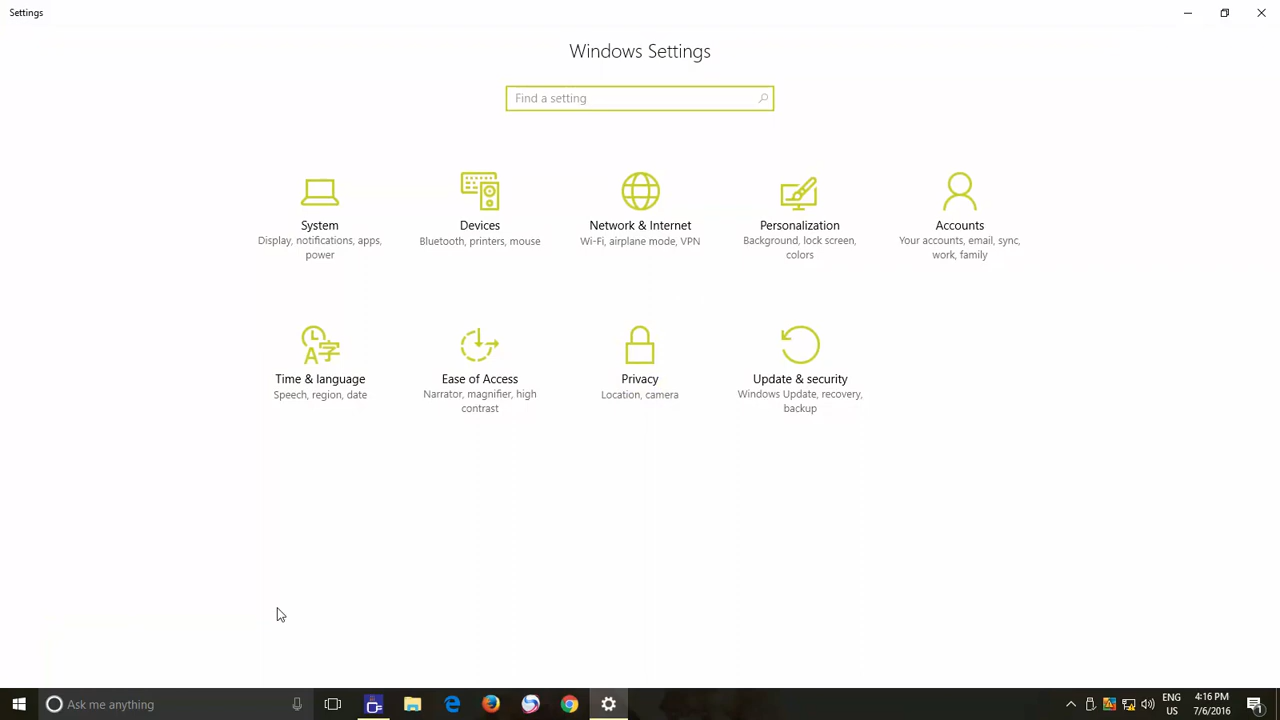 Settings
Windows Settings
Find a setting
System
Display, notifications, apps,
power
Devices
Bluetooth, printers, mouse
Network & Internet
Wi-Fi, airplane mode, VPN
Personalization
Background, lock screen,
colors
Accounts
Your accounts, email, sync,
work, family
A字
Time & language
Speech, region, date
Ease of Access
Narrator, magnifier, high
contrast
Privacy
Location, camera
Update & security
Windows Update, recovery,
backup
Ask me anything
ENG
US
4:16 PM
7/6/2016
1